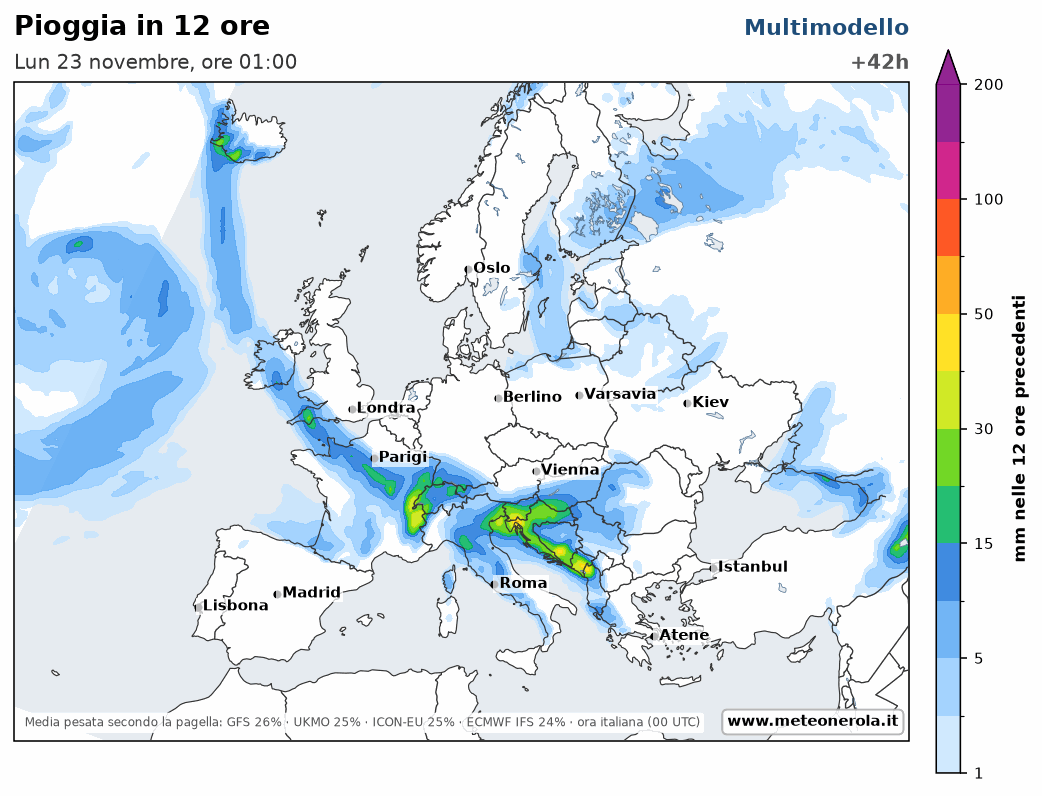 Pioggia in 12 ore
Multimodello
Lun 23 novembre, ore 01:00
+42h
200
100
50
30
15
5
1
mm nelle 12 ore precedenti
Oslo
Berlino
Varsavia
Kiev
Londra
Parigi
Vienna
Istanbul
Roma
Madrid
Lisbona
Atene
Media pesata secondo la pagella: GFS 26% · UKMO 25% · ICON-EU 25% · ECMWF IFS 24% · ora italiana (00 UTC)
www.meteonerola.it